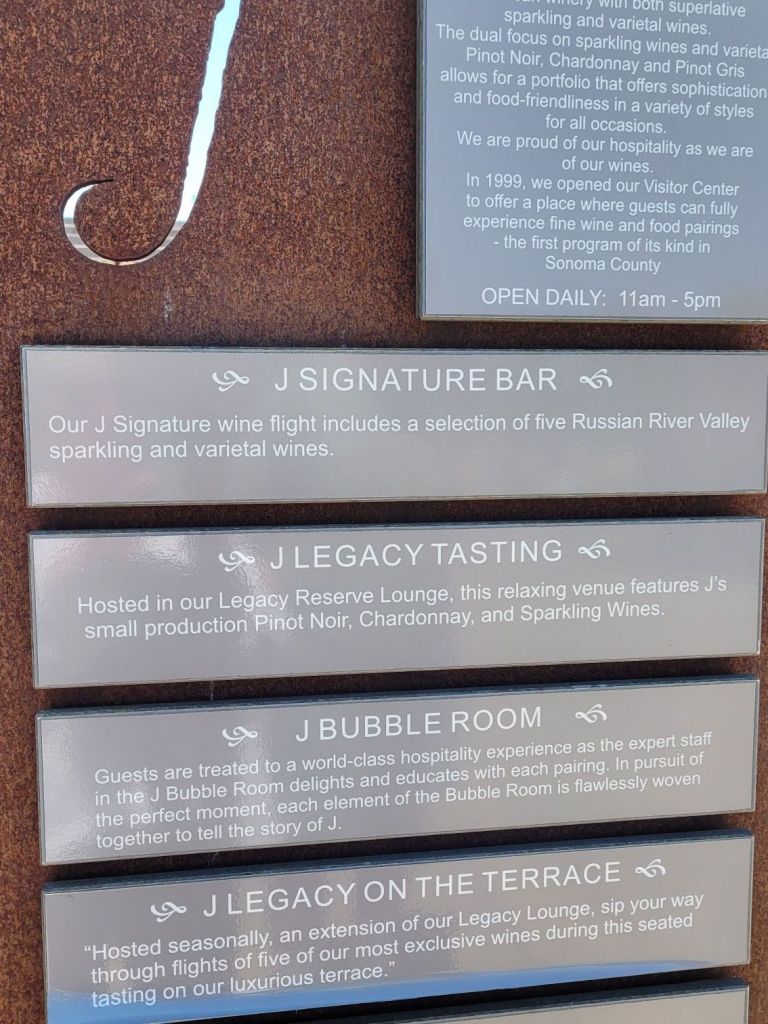 winery with both superlative
sparkling and varietal wines.
The dual focus on sparkling wines and varieta
Pinot Noir, Chardonnay and Pinot Gris
allows for a portfolio that offers sophistication
and food-friendliness in a variety of styles
for all occasions.
We are proud of our hospitality as we are
of our wines.
In 1999, we opened our Visitor Center
to offer a place where guests can fully
experience fine wine and food pairings
- the first program of its kind in
Sonoma County
OPEN DAILY: 11am - 5pm
J SIGNATURE BAR
Our J Signature wine flight includes a selection of five Russian River Valley
sparkling and varietal wines.
J LEGACY TASTING
Hosted in our Legacy Reserve Lounge, this relaxing venue features J's
small production Pinot Noir, Chardonnay, and Sparkling Wines.
J BUBBLE ROOM
Guests are treated to a world-class hospitality experience as the expert staff
in the J Bubble Room delights and educates with each pairing. In pursuit of
the perfect moment, each element of the Bubble Room is flawlessly woven
together to tell the story of J.
J LEGACY ON THE TERRACE
“Hosted seasonally, an extension of our Legacy Lounge, sip your way
through flights of five of our most exclusive wines during this seated
tasting on our luxurious terrace.”